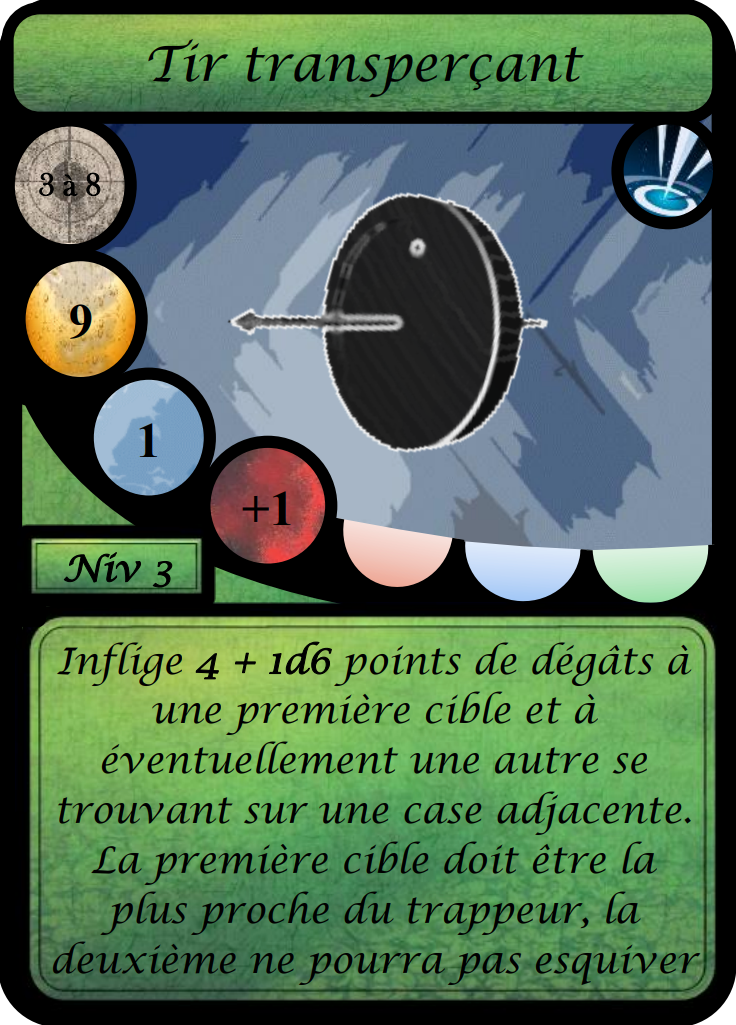 Tir transperçant
3 à 8
9
1
+1
Niv 3
Inflige 4 + 1d6 points de dégâts à
une première cible et à
éventuellement une autre se
trouvant sur une case adjacente.
La première cible doit être la
plus proche du trappeur, la
deuxième ne pourra pas esquiver